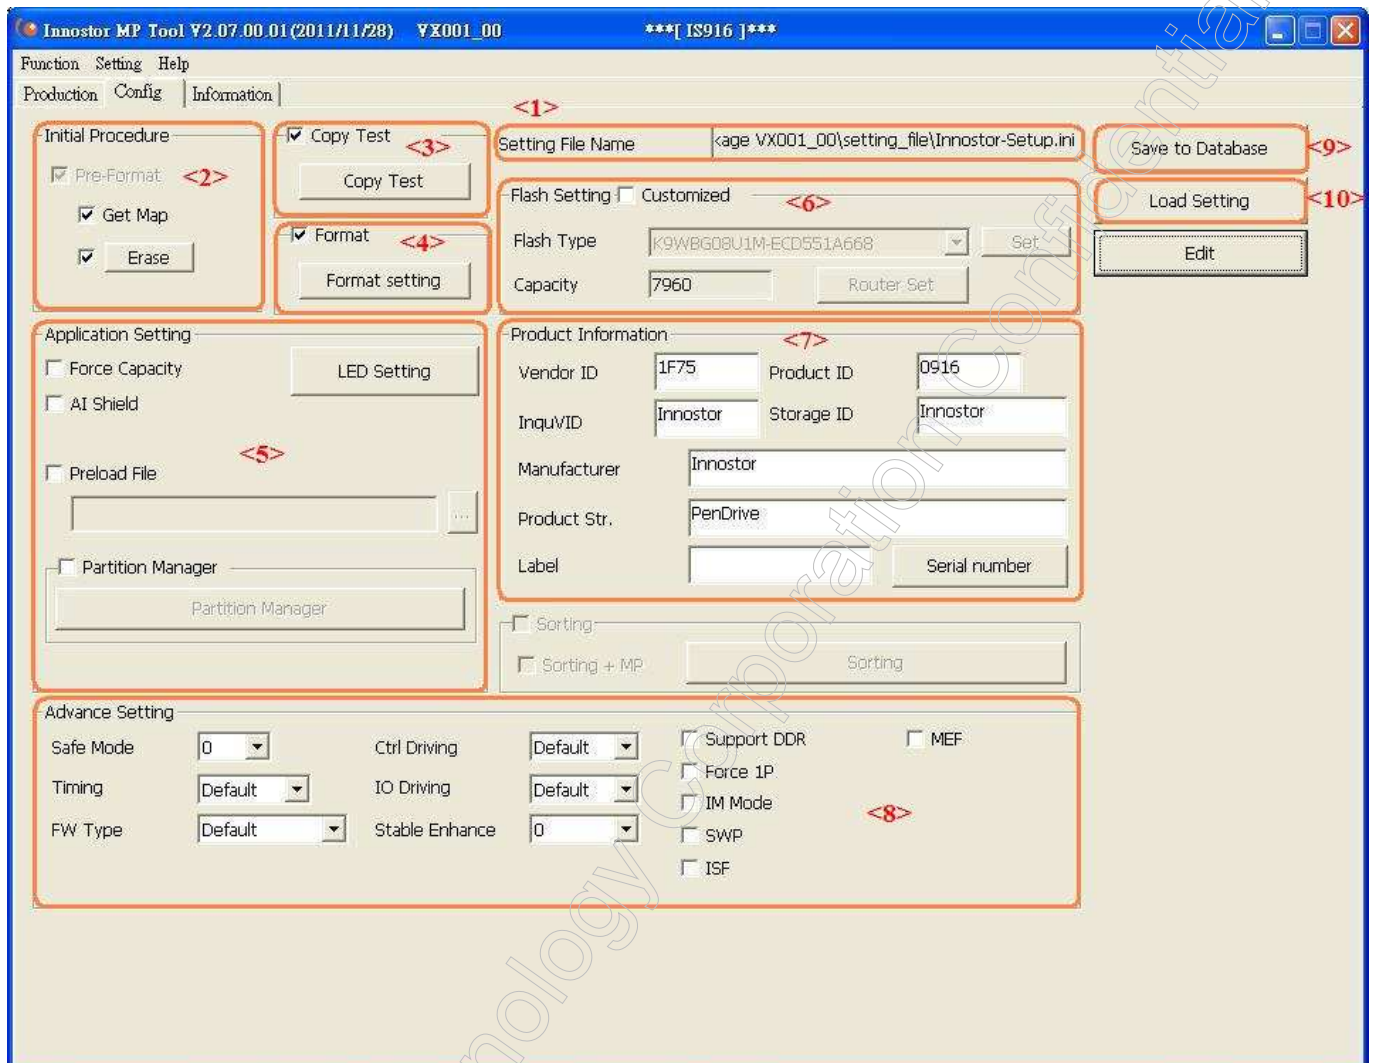 Innostor MP Tool V2.07.00.01(2011/11/28) VX001_00 ***[ IS916 ]***
Function Setting Help
Production Config Information
<1>
Initial Procedure
Pre-Format <2>
Get Map
Erase
Copy Test <3>
Copy Test
Format <4>
Format setting
Setting File Name kage VX001_00\setting_file\Innostor-Setup.ini
Flash Setting Customized <6>
Flash Type K9WBG08U1M-ECD551A668 Set
Capacity 7960 Router Set
Save to Database <9>
Load Setting <10>
Edit
Application Setting
Force Capacity LED Setting
AI Shield
<5>
Preload File
...
Partition Manager
Partition Manager
Product Information <7>
Vendor ID 1F75 Product ID 0916
InquVID Innostor Storage ID Innostor
Manufacturer Innostor
Product Str. PenDrive
Label Serial number
Sorting
Sorting + MP Sorting
Advance Setting
Safe Mode 0 Ctrl Driving Default Support DDR MEF
Timing Default IO Driving Default Force 1P
IM Mode <8>
FW Type Default Stable Enhance 0 SWP
ISF
nology Corporation Confidential